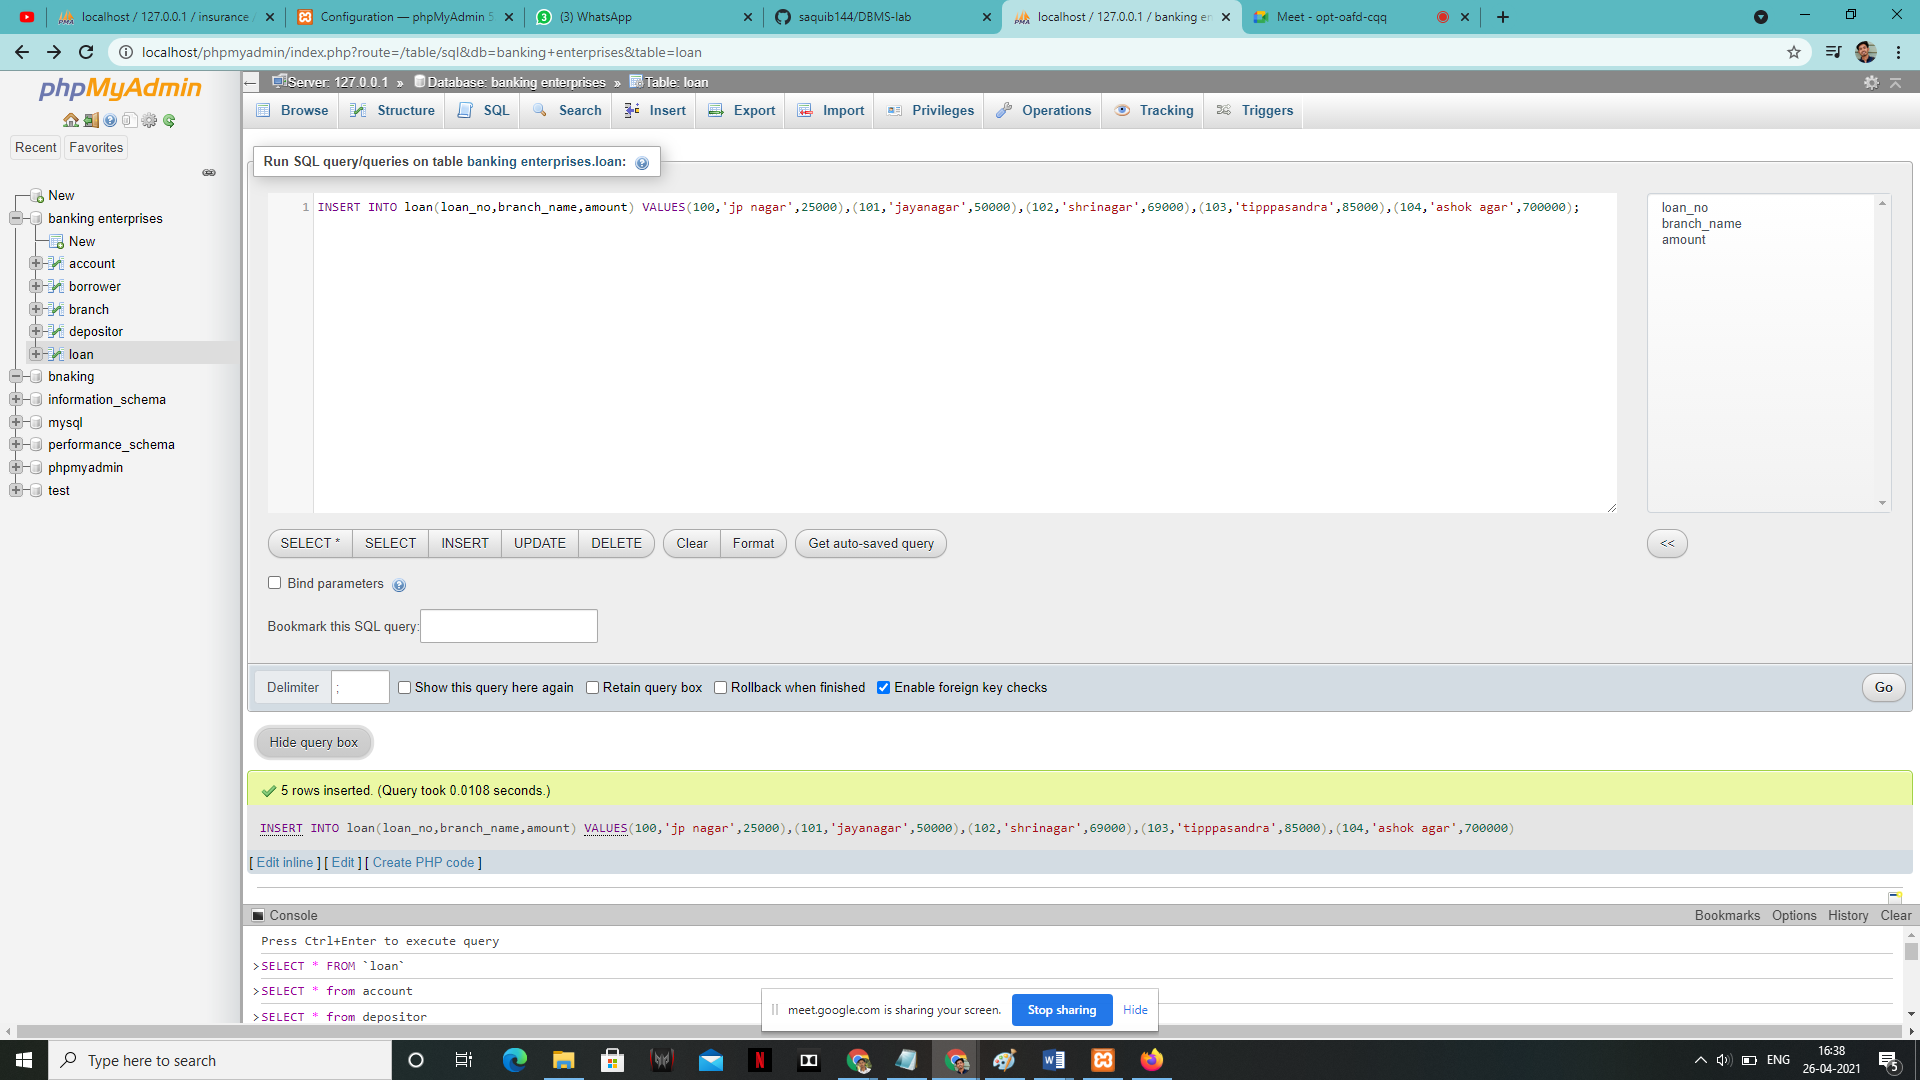 localhost / 127.0.0.1 / insurance
Configuration — phpMyAdmin 5
(3) WhatsApp
saquib144/DBMS-lab
localhost / 127.0.0.1 / banking en
Meet - opt-oafd-cqq
localhost/phpmyadmin/index.php?route=/table/sql&db=banking+enterprises&table=loan
phpMyAdmin
Recent Favorites
New
banking enterprises
New
account
borrower
branch
depositor
loan
bnaking
information_schema
mysql
performance_schema
phpmyadmin
test
Server: 127.0.0.1 » Database: banking enterprises » Table: loan
Browse Structure SQL Search Insert Export Import Privileges Operations Tracking Triggers
Run SQL query/queries on table banking enterprises.loan:
1 INSERT INTO loan(loan_no,branch_name,amount) VALUES(100,'jp nagar',25000),(101,'jayanagar',50000),(102,'shrinagar',69000),(103,'tipppasandra',85000),(104,'ashok agar',700000);
loan_no
branch_name
amount
SELECT * SELECT INSERT UPDATE DELETE Clear Format Get auto-saved query <<
Bind parameters
Bookmark this SQL query:
Delimiter ; Show this query here again Retain query box Rollback when finished Enable foreign key checks Go
Hide query box
5 rows inserted. (Query took 0.0108 seconds.)
INSERT INTO loan(loan_no,branch_name,amount) VALUES(100,'jp nagar',25000),(101,'jayanagar',50000),(102,'shrinagar',69000),(103,'tipppasandra',85000),(104,'ashok agar',700000)
[ Edit inline ] [ Edit ] [ Create PHP code ]
Console Bookmarks Options History Clear
Press Ctrl+Enter to execute query
>SELECT * FROM `loan`
>SELECT * from account
>SELECT * from depositor
meet.google.com is sharing your screen. Stop sharing Hide
Type here to search
ENG
16:38
26-04-2021
5